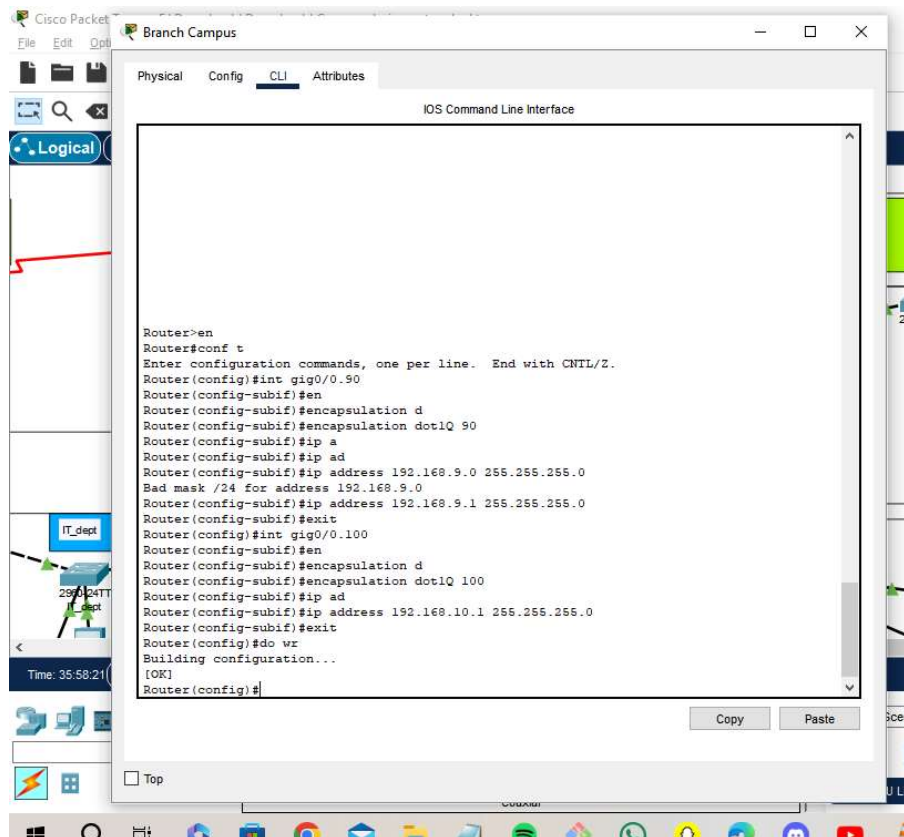 Cisco Packet
File Edit Opti
Branch Campus
Physical Config CLI Attributes
IOS Command Line Interface
Logical
Router>en
Router#conf t
Enter configuration commands, one per line. End with CNTL/Z.
Router(config)#int gig0/0.90
Router(config-subif)#en
Router(config-subif)#encapsulation d
Router(config-subif)#encapsulation dot1Q 90
Router(config-subif)#ip a
Router(config-subif)#ip ad
Router(config-subif)#ip address 192.168.9.0 255.255.255.0
Bad mask /24 for address 192.168.9.0
Router(config-subif)#ip address 192.168.9.1 255.255.255.0
Router(config-subif)#exit
Router(config)#int gig0/0.100
Router(config-subif)#en
Router(config-subif)#encapsulation d
Router(config-subif)#encapsulation dot1Q 100
Router(config-subif)#ip ad
Router(config-subif)#ip address 192.168.10.1 255.255.255.0
Router(config-subif)#exit
Router(config)#do wr
Building configuration...
[OK]
Router(config)#
IT_dept
2960-24TT
IT_dept
Time: 35:58:21
Copy Paste
Top